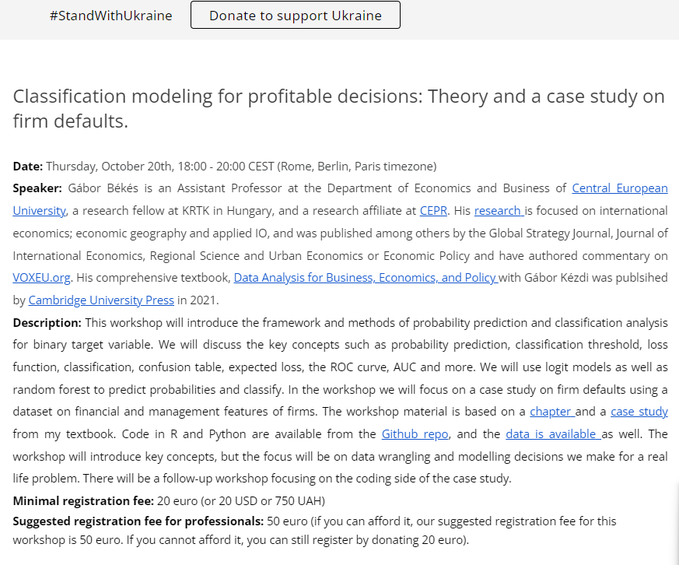 #StandWithUkraine
Donate to support Ukraine
Classification modeling for profitable decisions: Theory and a case study on
firm defaults.
Date: Thursday, October 20th, 18:00 - 20:00 CEST (Rome, Berlin, Paris timezone)
Speaker: Gábor Békés is an Assistant Professor at the Department of Economics and Business of Central European
University, a research fellow at KRTK in Hungary, and a research affiliate at CEPR. His research is focused on international
economics; economic geography and applied IO, and was published among others by the Global Strategy Journal, Journal of
International Economics, Regional Science and Urban Economics or Economic Policy and have authored commentary on
VOXEU.org. His comprehensive textbook, Data Analysis for Business, Economics, and Policy with Gábor Kézdi was publsihed
by Cambridge University Press in 2021.
Description: This workshop will introduce the framework and methods of probability prediction and classification analysis
for binary target variable. We will discuss the key concepts such as probability prediction, classification threshold, loss
function, classification, confusion table, expected loss, the ROC curve, AUC and more. We will use logit models as well as
random forest to predict probabilities and classify. In the workshop we will focus on a case study on firm defaults using a
dataset on financial and management features of firms. The workshop material is based on a chapter and a case study
from my textbook. Code in R and Python are available from the Github repo, and the data is available as well. The
workshop will introduce key concepts, but the focus will be on data wrangling and modelling decisions we make for a real
life problem. There will be a follow-up workshop focusing on the coding side of the case study.
Minimal registration fee: 20 euro (or 20 USD or 750 UAH)
Suggested registration fee for professionals: 50 euro (if you can afford it, our suggested registration fee for this
workshop is 50 euro. If you cannot afford it, you can still register by donating 20 euro).